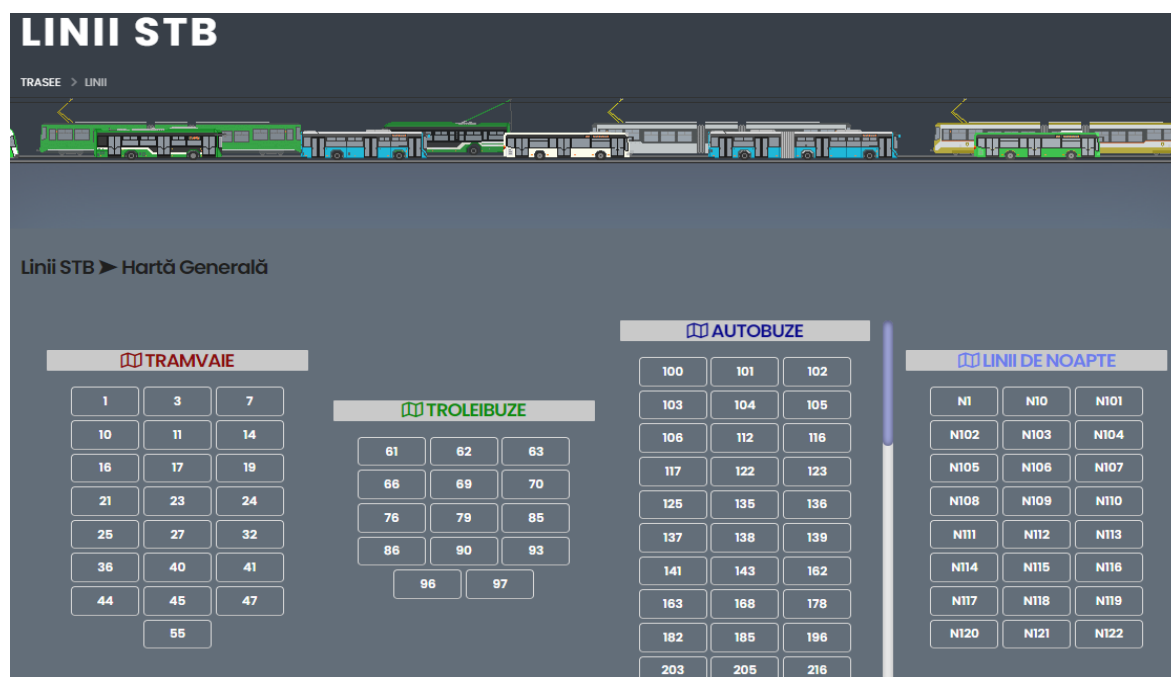 LINII STB
TRASEE > LINII
Linii STB ➤ Hartă Generală
TRAMVAIE
1 3 7
10 11 14
16 17 19
21 23 24
25 27 32
36 40 41
44 45 47
55
TROLEIBUZE
61 62 63
66 69 70
76 79 85
86 90 93
96 97
AUTOBUZE
100 101 102
103 104 105
106 112 116
117 122 123
125 135 136
137 138 139
141 143 162
163 168 178
182 185 196
203 205 216
LINII DE NOAPTE
N1 N10 N101
N102 N103 N104
N105 N106 N107
N108 N109 N110
N111 N112 N113
N114 N115 N116
N117 N118 N119
N120 N121 N122